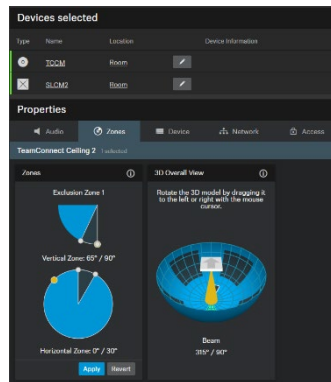 Devices selected
Type Name Location Device Information
TCCM Room
SLCM2 Room
Properties
Audio Zones Device Network Access
TeamConnect Ceiling 2 1 selected
Zones
Exclusion Zone 1
Vertical Zone: 65° / 90°
Horizontal Zone: 0° / 30°
Apply Revert
3D Overall View
Rotate the 3D model by dragging it
to the left or right with the mouse
cursor.
Beam
315° / 90°